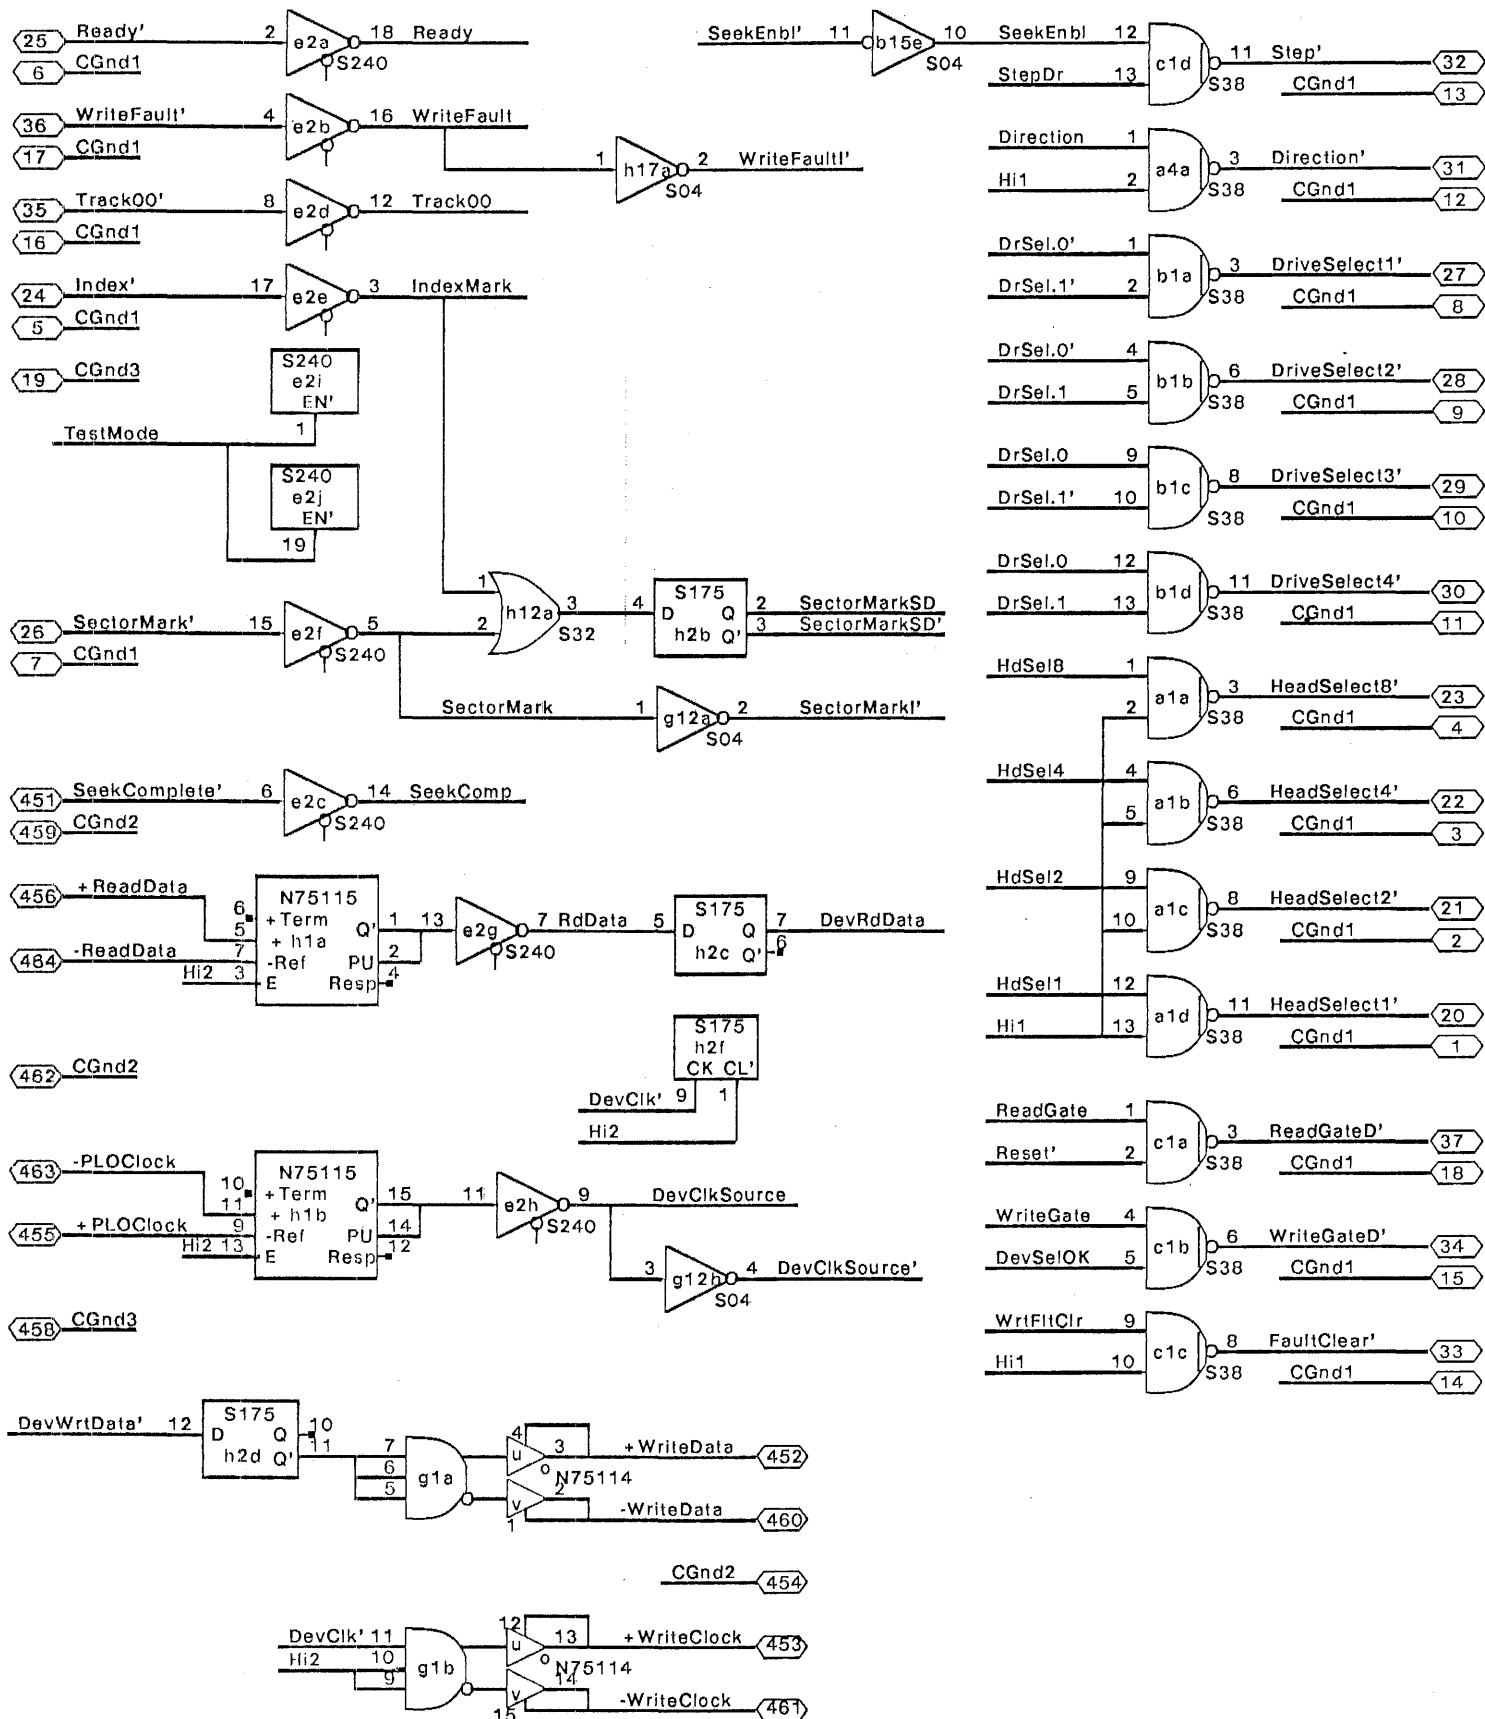 25 Ready' 2 e2a 18 Ready
S240
6 CGnd1
36 WriteFault' 4 e2b 16 WriteFault
17 CGnd1
1 h17a 2 WriteFaultI'
S04
35 Track00' 8 e2d 12 Track00
16 CGnd1
24 Index' 17 e2e 3 IndexMark
5 CGnd1
19 CGnd3
S240
e2i
EN'
1
TestMode
S240
e2j
EN'
19
1 h12a 3
2 S32
4 S175
D Q 2 SectorMarkSD
h2b Q' 3 SectorMarkSD'
26 SectorMark' 15 e2f 5
S240
7 CGnd1
SectorMark 1 g12a 2 SectorMarkI'
S04
451 SeekComplete' 6 e2c 14 SeekComp
S240
459 CGnd2
456 +ReadData
N75115
6 +Term Q' 1
5 + h1a
7 -Ref PU 2
3 E Resp 4
464 -ReadData
Hi2
13 e2g 7 RdData
S240
5 S175
D Q 7 DevRdData
h2c Q' 6
S175
h2f
CK CL'
DevClk' 9 1
Hi2
462 CGnd2
463 -PLOClock
N75115
10 +Term Q' 15
11 + h1b
9 -Ref PU 14
13 E Resp 12
455 +PLOClock
Hi2
11 e2h 9 DevClkSource
S240
3 g12h 4 DevClkSource'
S04
458 CGnd3
DevWrtData' 12 S175
D Q 10
h2d Q' 11
7
6 g1a
5
4
u 3 +WriteData 452
N75114
v 2 -WriteData 460
1
CGnd2 454
DevClk' 11
Hi2 10 g1b
9
12
u 13 +WriteClock 453
N75114
v 14 -WriteClock 461
15
SeekEnbl' 11 b15e 10 SeekEnbl 12
S04
StepDr 13
c1d 11 Step' 32
S38 CGnd1 13
Direction 1
Hi1 2
a4a 3 Direction' 31
S38 CGnd1 12
DrSel.0' 1
DrSel.1' 2
b1a 3 DriveSelect1' 27
S38 CGnd1 8
DrSel.0' 4
DrSel.1 5
b1b 6 DriveSelect2' 28
S38 CGnd1 9
DrSel.0 9
DrSel.1' 10
b1c 8 DriveSelect3' 29
S38 CGnd1 10
DrSel.0 12
DrSel.1 13
b1d 11 DriveSelect4' 30
S38 CGnd1 11
HdSel8 1
2
a1a 3 HeadSelect8' 23
S38 CGnd1 4
HdSel4 4
5
a1b 6 HeadSelect4' 22
S38 CGnd1 3
HdSel2 9
10
a1c 8 HeadSelect2' 21
S38 CGnd1 2
HdSel1 12
Hi1 13
a1d 11 HeadSelect1' 20
S38 CGnd1 1
ReadGate 1
Reset' 2
c1a 3 ReadGateD' 37
S38 CGnd1 18
WriteGate 4
DevSelOK 5
c1b 6 WriteGateD' 34
S38 CGnd1 15
WrtFltClr 9
Hi1 10
c1c 8 FaultClear' 33
S38 CGnd1 14